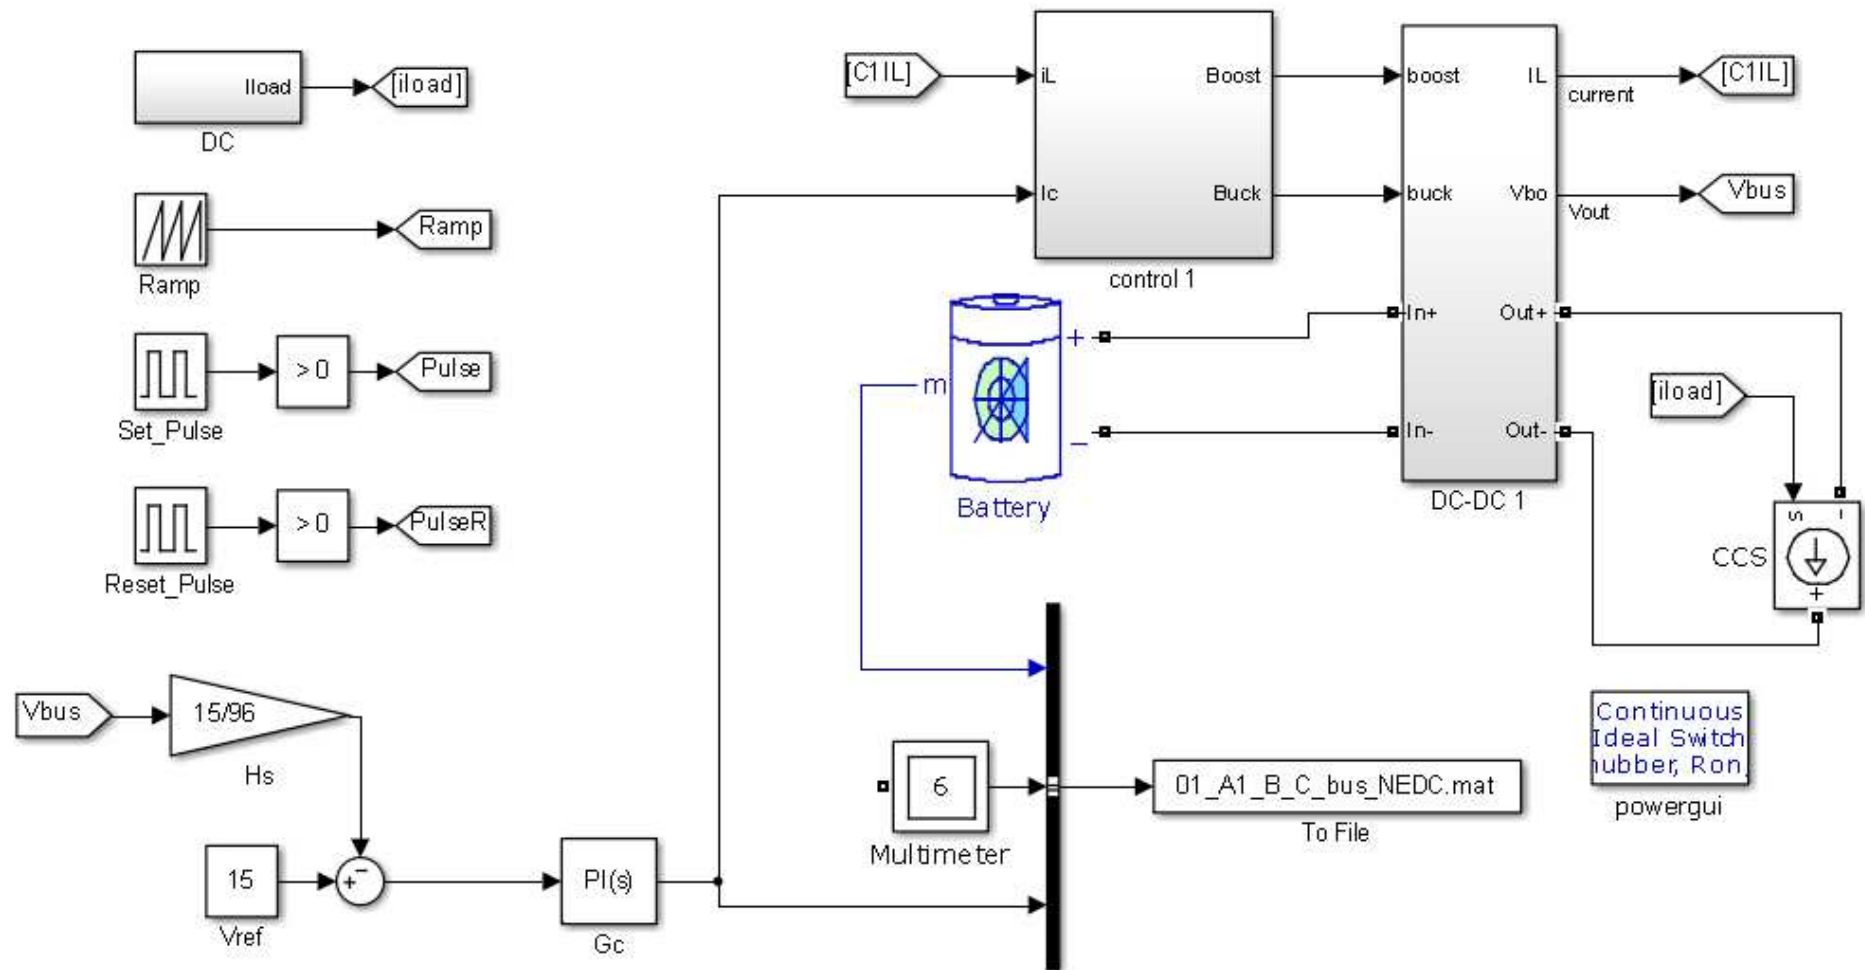 Iload
[iload]
DC
Ramp
Ramp
> 0
Pulse
Set_Pulse
> 0
PulseR
Reset_Pulse
Vbus
15/96
Hs
15
Vref
+
−
PI(s)
Gc
[C1IL]
iL
Boost
Ic
Buck
control 1
boost
IL
buck
Vbo
In+
Out+
In-
Out-
DC-DC 1
current
[C1IL]
Vout
Vbus
m
+
−
Battery
[iload]
s
−
+
CCS
6
Multimeter
01_A1_B_C_bus_NEDC.mat
To File
Continuous
Ideal Switch
nubber, Ron,
powergui